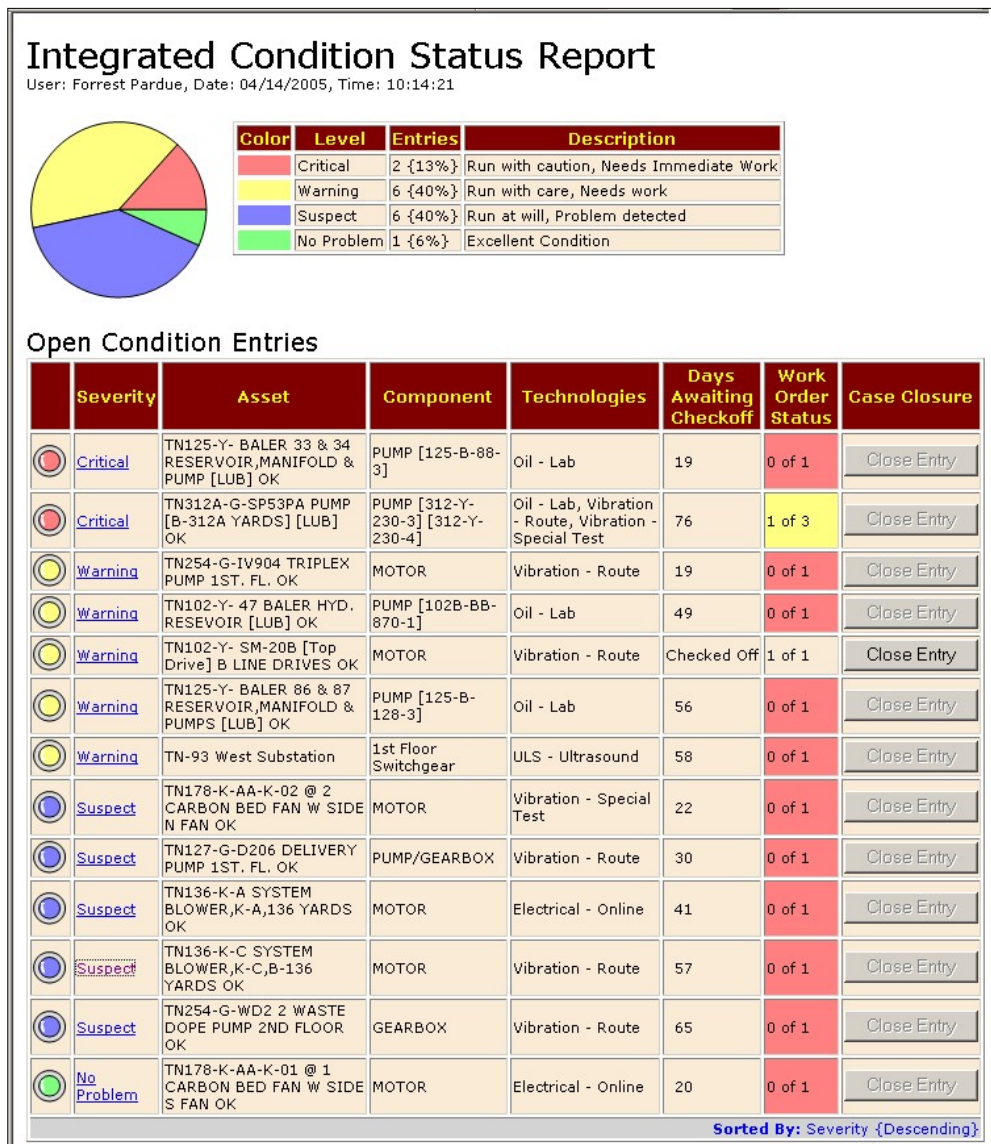 Integrated Condition Status Report
User: Forrest Pardue, Date: 04/14/2005, Time: 10:14:21
Color Level Entries Description
Critical 2 {13%} Run with caution, Needs Immediate Work
Warning 6 {40%} Run with care, Needs work
Suspect 6 {40%} Run at will, Problem detected
No Problem 1 {6%} Excellent Condition
Open Condition Entries
Severity Asset Component Technologies Days Awaiting Checkoff Work Order Status Case Closure
Critical TN125-Y- BALER 33 & 34 RESERVOIR,MANIFOLD & PUMP [LUB] OK PUMP [125-B-88-3] Oil - Lab 19 0 of 1 Close Entry
Critical TN312A-G-SP53PA PUMP [B-312A YARDS] [LUB] OK PUMP [312-Y-230-3] [312-Y-230-4] Oil - Lab, Vibration - Route, Vibration - Special Test 76 1 of 3 Close Entry
Warning TN254-G-IV904 TRIPLEX PUMP 1ST. FL. OK MOTOR Vibration - Route 19 0 of 1 Close Entry
Warning TN102-Y- 47 BALER HYD. RESEVOIR [LUB] OK PUMP [102B-BB-870-1] Oil - Lab 49 0 of 1 Close Entry
Warning TN102-Y- SM-20B [Top Drive] B LINE DRIVES OK MOTOR Vibration - Route Checked Off 1 of 1 Close Entry
Warning TN125-Y- BALER 86 & 87 RESERVOIR,MANIFOLD & PUMPS [LUB] OK PUMP [125-B-128-3] Oil - Lab 56 0 of 1 Close Entry
Warning TN-93 West Substation 1st Floor Switchgear ULS - Ultrasound 58 0 of 1 Close Entry
Suspect TN178-K-AA-K-02 @ 2 CARBON BED FAN W SIDE N FAN OK MOTOR Vibration - Special Test 22 0 of 1 Close Entry
Suspect TN127-G-D206 DELIVERY PUMP 1ST. FL. OK PUMP/GEARBOX Vibration - Route 30 0 of 1 Close Entry
Suspect TN136-K-A SYSTEM BLOWER,K-A,136 YARDS OK MOTOR Electrical - Online 41 0 of 1 Close Entry
Suspect TN136-K-C SYSTEM BLOWER,K-C,B-136 YARDS OK MOTOR Vibration - Route 57 0 of 1 Close Entry
Suspect TN254-G-WD2 2 WASTE DOPE PUMP 2ND FLOOR OK GEARBOX Vibration - Route 65 0 of 1 Close Entry
No Problem TN178-K-AA-K-01 @ 1 CARBON BED FAN W SIDE S FAN OK MOTOR Electrical - Online 20 0 of 1 Close Entry
Sorted By: Severity {Descending}